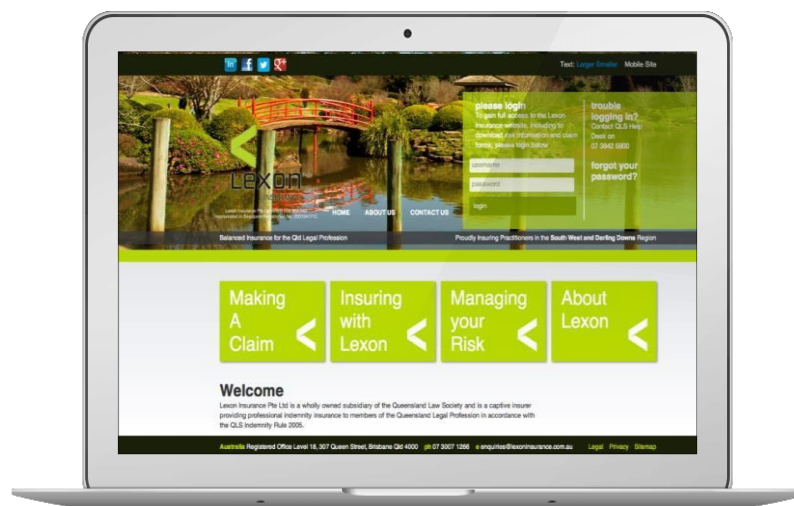 in f g+
Text: Larger Smaller Mobile Site
please login
To gain full access to the Lexon
Insurance website, including to
download risk information and claim
forms, please login below
username
password
login
trouble
logging in?
Contact QLS Help
Desk on
07 3842 5800
forgot your
password?
Lexon
HOME ABOUT US CONTACT US
Balanced Insurance for the Qld Legal Profession
Proudly Insuring Practitioners in the South West and Darling Downs Region
Making
A
Claim
Insuring
with
Lexon
Managing
your
Risk
About
Lexon
Welcome
Lexon Insurance Pte Ltd is a wholly owned subsidiary of the Queensland Law Society and is a captive insurer
providing professional indemnity insurance to members of the Queensland Legal Profession in accordance with
the QLS Indemnity Rule 2005.
Australia Registered Office Level 18, 307 Queen Street, Brisbane Qld 4000 ph 07 3007 1266 e enquiries@lexoninsurance.com.au Legal Privacy Sitemap